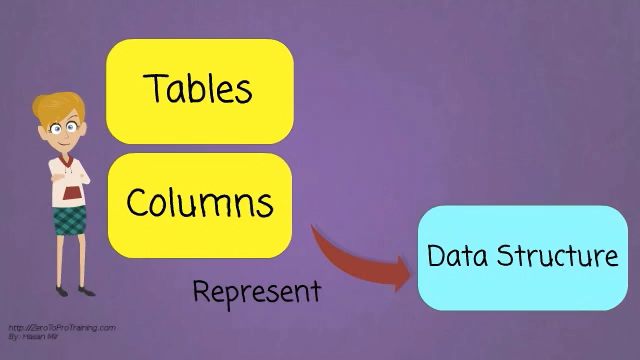 Tables
Columns
Data Structure
Represent
http://ZeroToProTraining.com
By: Hasan Mir